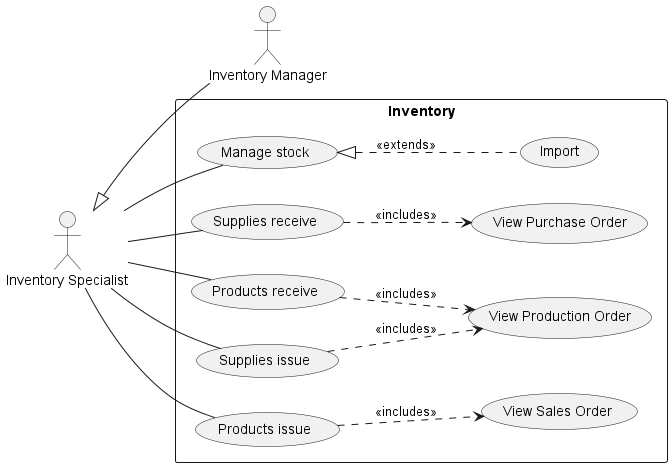 Inventory Manager
Inventory
Manage stock
«extends»
Import
Supplies receive
«includes»
View Purchase Order
Inventory Specialist
Products receive
«includes»
View Production Order
«includes»
Supplies issue
Products issue
«includes»
View Sales Order